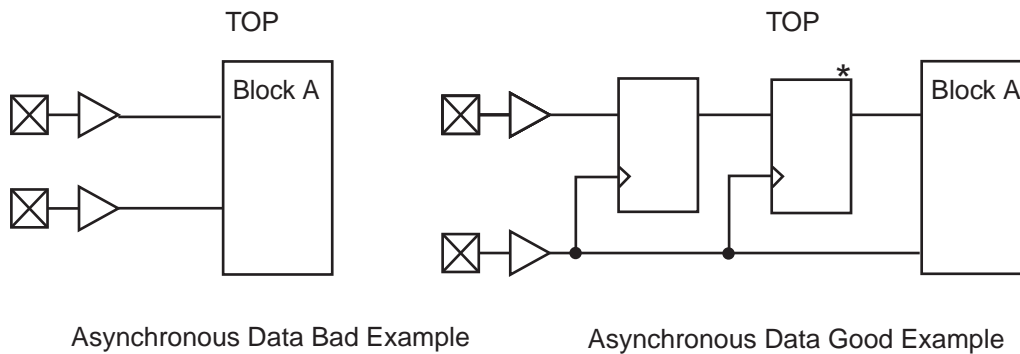 TOP
Block A
Asynchronous Data Bad Example
TOP
*
Block A
Asynchronous Data Good Example